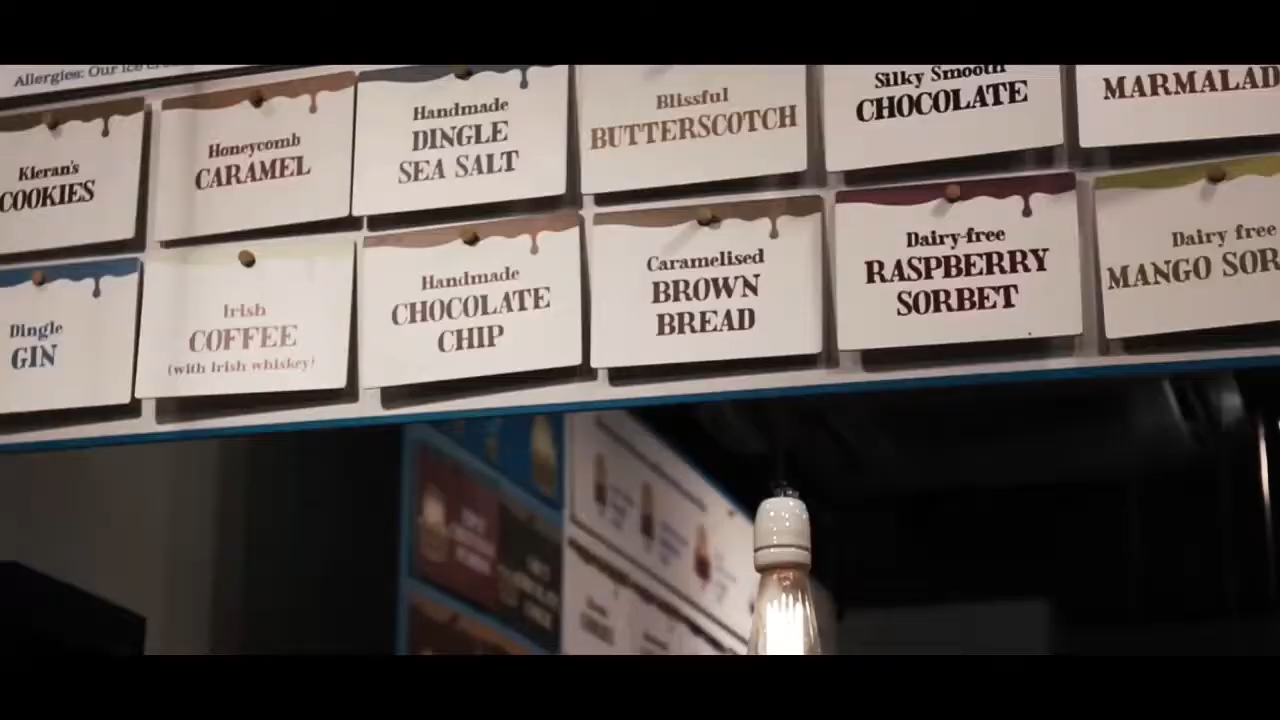 Allergies: Our ice
Kieran's
COOKIES
Honeycomb
CARAMEL
Handmade
DINGLE
SEA SALT
Blissful
BUTTERSCOTCH
Silky Smooth
CHOCOLATE
MARMALAD
Dingle
GIN
Irish
COFFEE
(with Irish whiskey)
Handmade
CHOCOLATE
CHIP
Caramelised
BROWN
BREAD
Dairy-free
RASPBERRY
SORBET
Dairy free
MANGO SOR